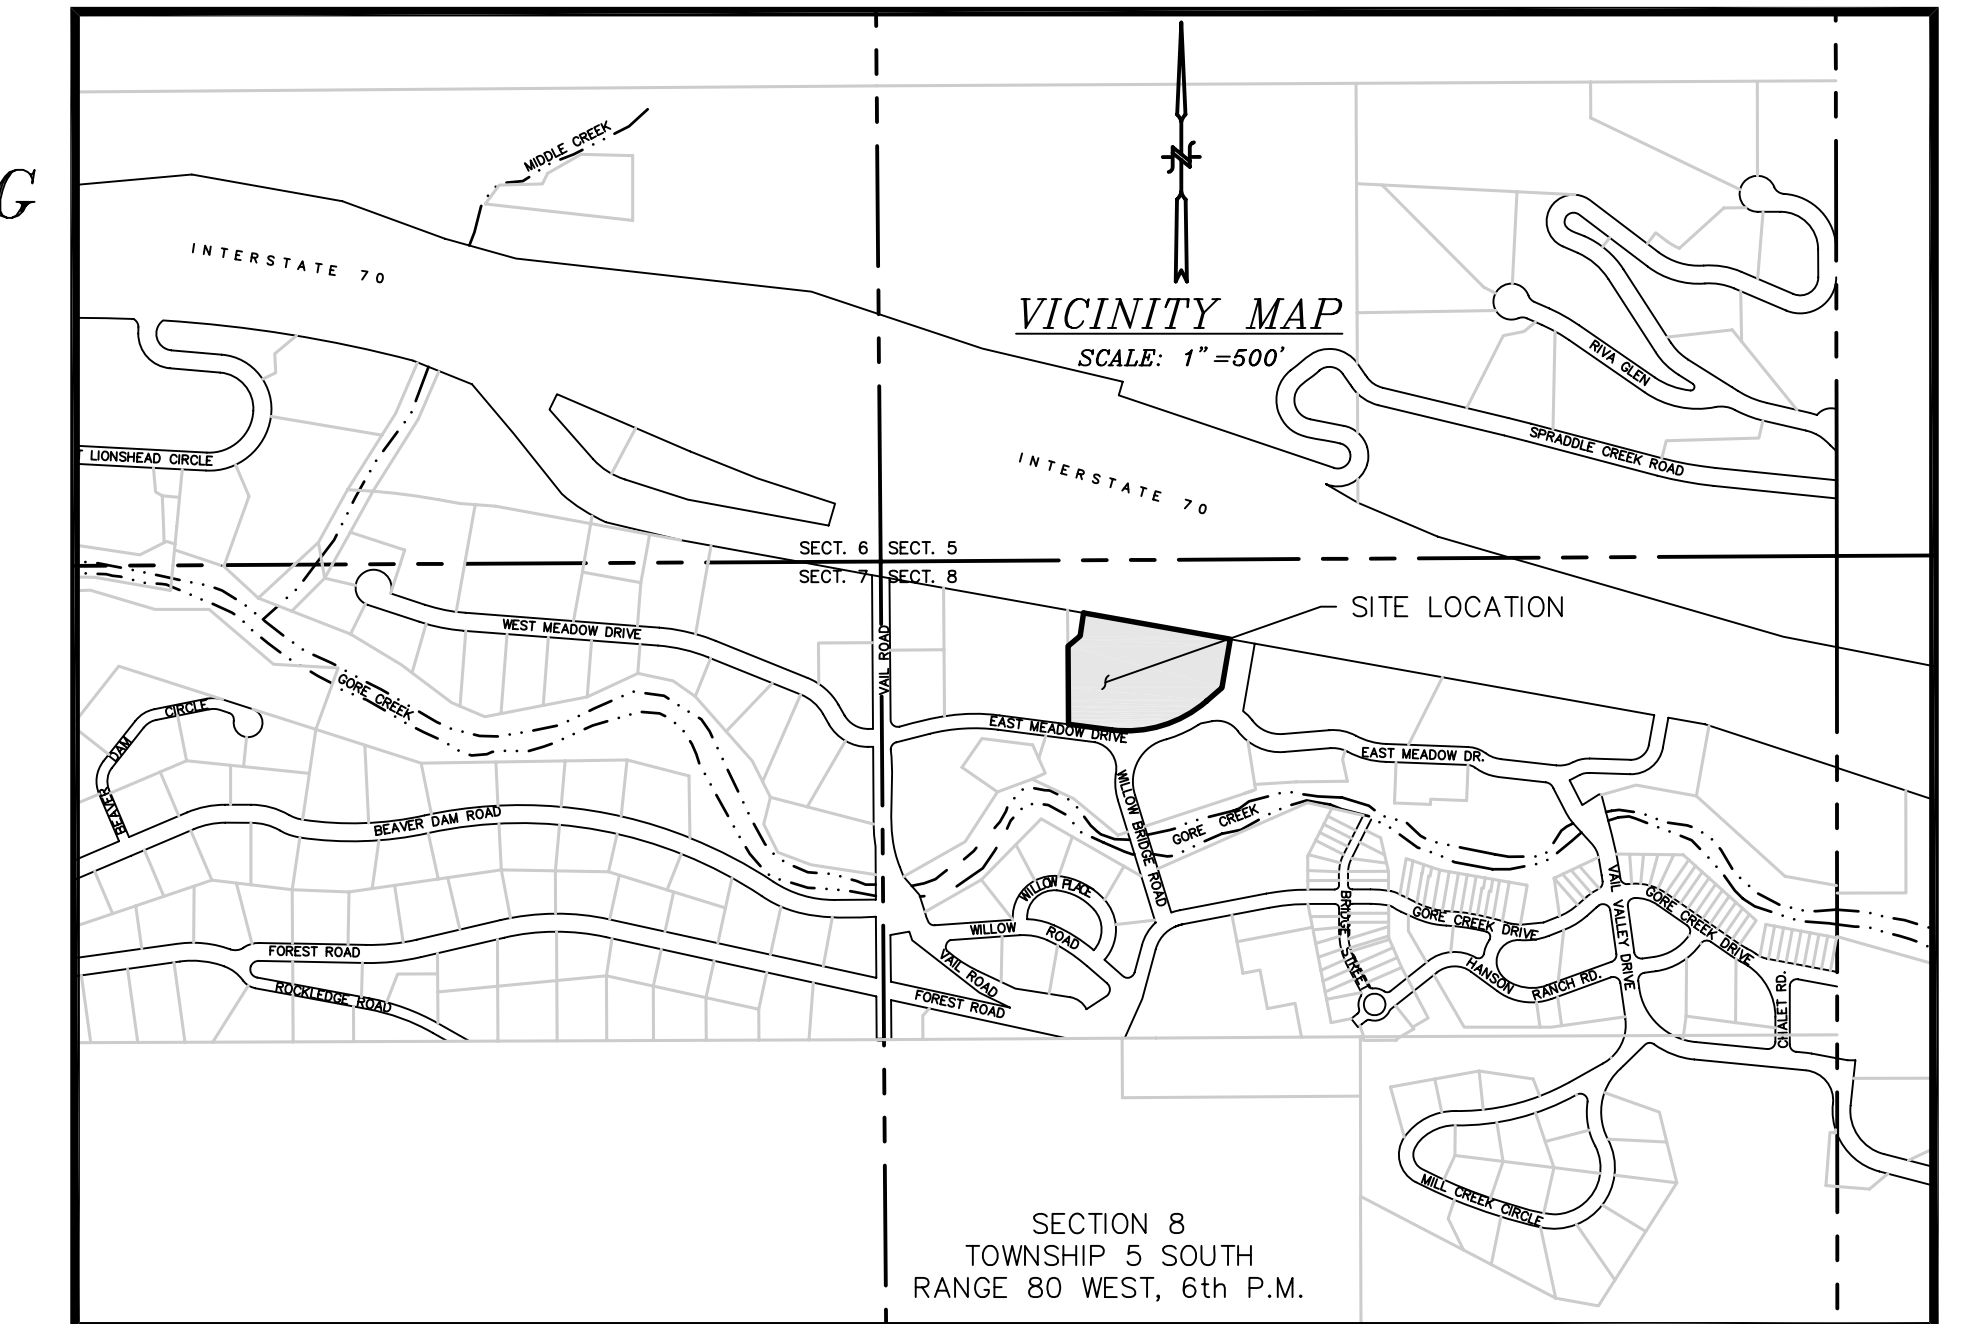 G
MIDDLE CREEK
INTERSTATE 70
N
VICINITY MAP
SCALE: 1"=500'
RIVA GLEN
SPRADDLE CREEK ROAD
T LIONSHEAD CIRCLE
INTERSTATE 70
SECT. 6 SECT. 5
SECT. 7 SECT. 8
SITE LOCATION
WEST MEADOW DRIVE
VAIL ROAD
GORE CREEK
BEAVER DAM CIRCLE
EAST MEADOW DRIVE
EAST MEADOW DR.
WILLOW BRIDGE ROAD
GORE CREEK
BEAVER DAM ROAD
WILLOW PLACE
WILLOW ROAD
BRIDGE STREET
GORE CREEK DRIVE
VAIL VALLEY DRIVE
GORE CREEK DRIVE
FOREST ROAD
VAIL ROAD
HANSON RANCH RD.
ROCKLEDGE ROAD
FOREST ROAD
CHALET RD.
MILL CREEK CIRCLE
SECTION 8
TOWNSHIP 5 SOUTH
RANGE 80 WEST, 6th P.M.